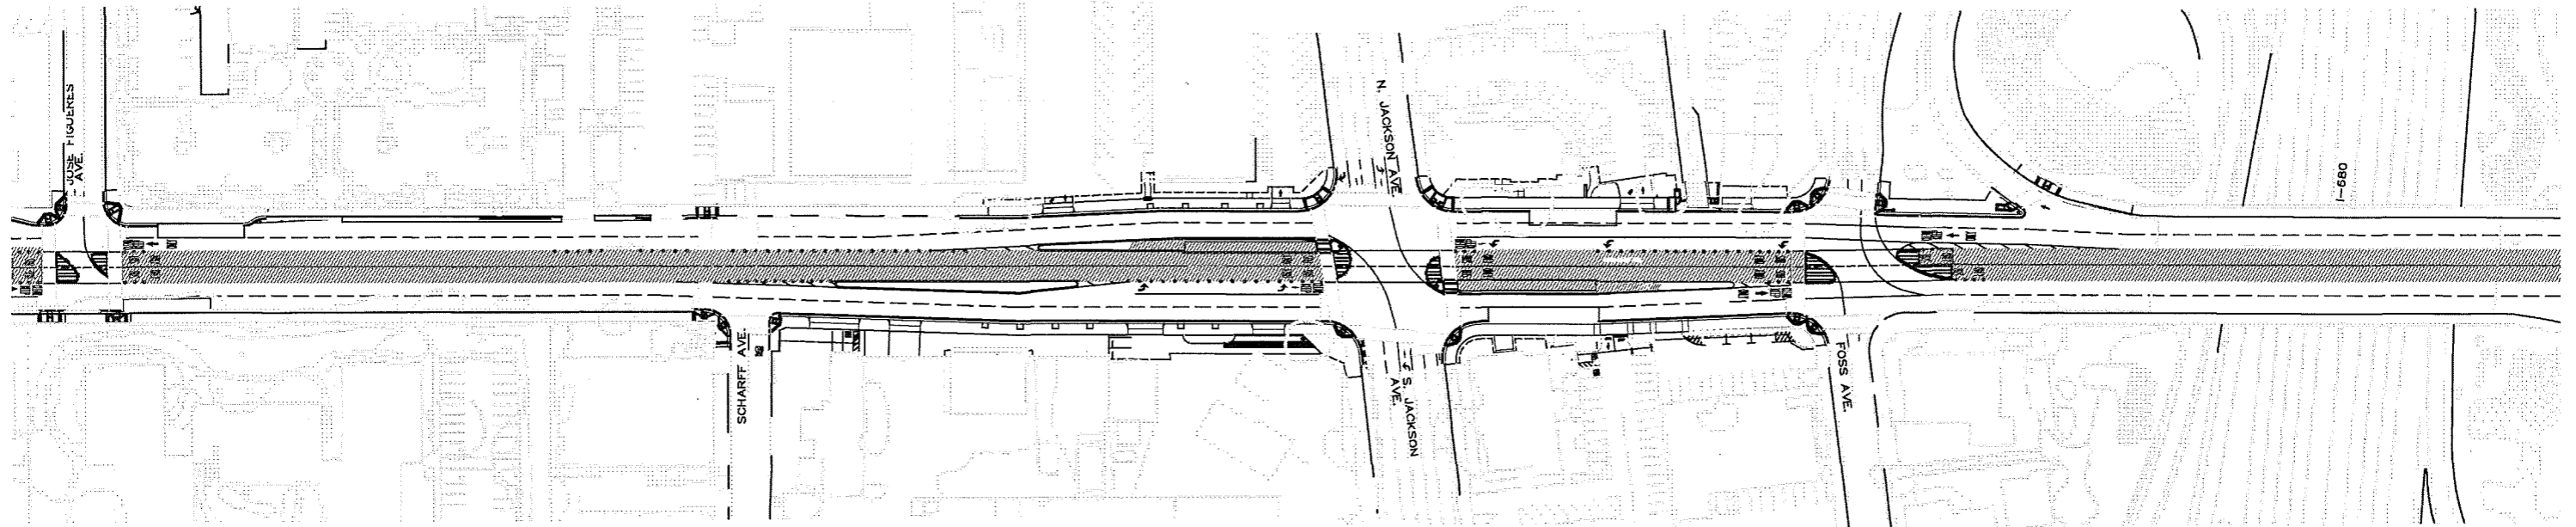 JOSE FIGUERES
AVE.
SCHARFF AVE.
N. JACKSON AVE.
S. JACKSON
AVE.
FOSS AVE.
I-680